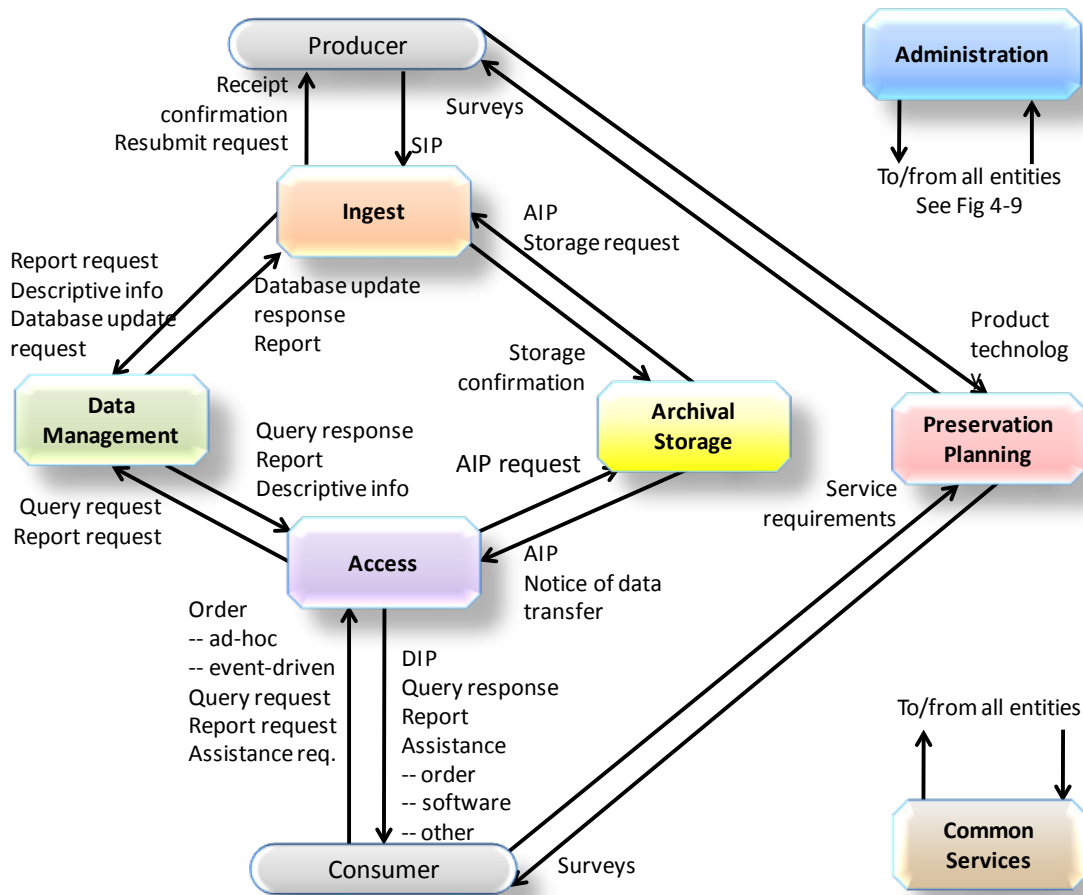 Producer
Administration
Receipt
confirmation
Resubmit request
Surveys
SIP
To/from all entities
See Fig 4-9
Ingest
AIP
Storage request
Report request
Descriptive info
Database update
request
Database update
response
Report
Storage
confirmation
Product
technolog
y
Data
Management
Archival
Storage
Preservation
Planning
Query response
Report
Descriptive info
AIP request
Query request
Report request
Service
requirements
Access
AIP
Notice of data
transfer
Order
-- ad-hoc
-- event-driven
Query request
Report request
Assistance req.
DIP
Query response
Report
Assistance
-- order
-- software
-- other
To/from all entities
Common
Services
Consumer
Surveys